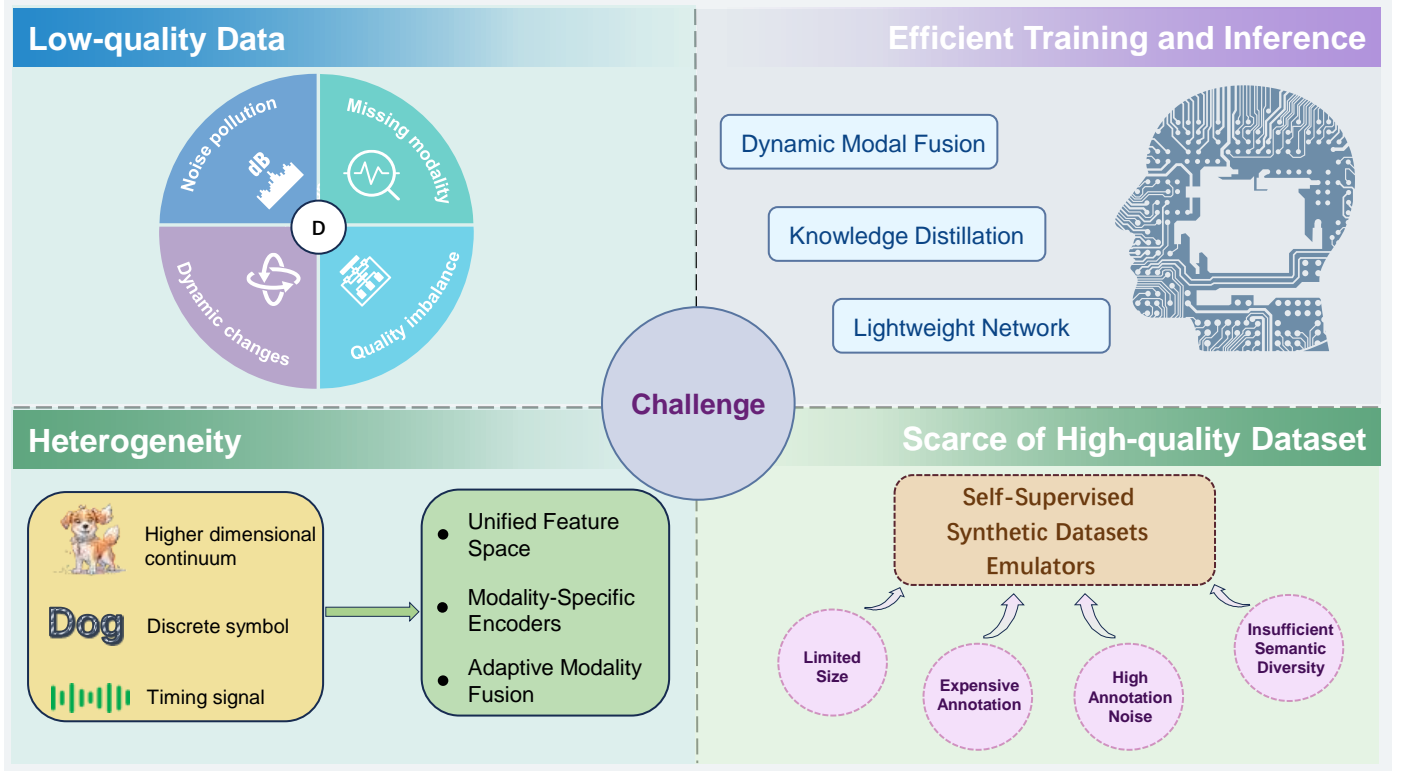 Low-quality Data
Noise pollution
dB
Missing modality
D
Dynamic changes
Quality imbalance
Efficient Training and Inference
Dynamic Modal Fusion
Knowledge Distillation
Lightweight Network
Challenge
Heterogeneity
Higher dimensional
continuum
Dog
Discrete symbol
Timing signal
● Unified Feature
Space
● Modality-Specific
Encoders
● Adaptive Modality
Fusion
Scarce of High-quality Dataset
Self-Supervised
Synthetic Datasets
Emulators
Limited
Size
Expensive
Annotation
High
Annotation
Noise
Insufficient
Semantic
Diversity